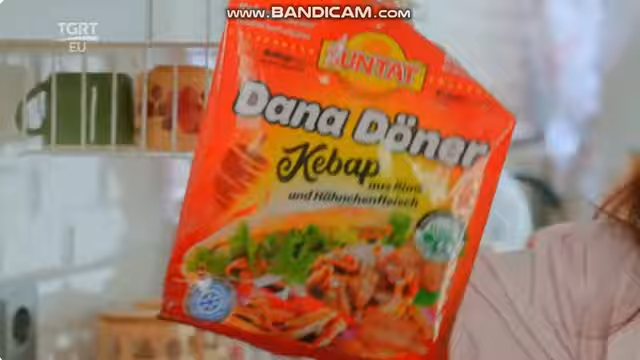 www.BANDICAM.com
TGRT
EU
SUNTAT
Dana Döner
Kebap
aus Rind
und Hähnchenfleisch